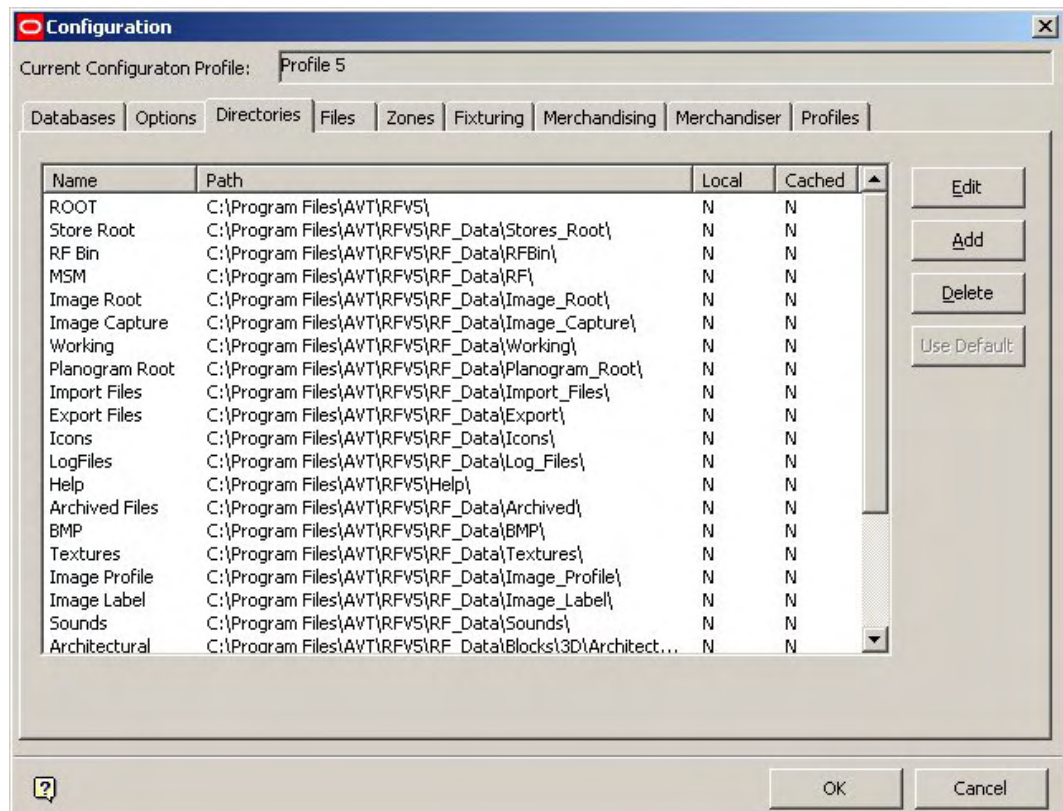 Configuration
Current Configuraton Profile: Profile 5
Databases Options Directories Files Zones Fixturing Merchandising Merchandiser Profiles
Name Path Local Cached
ROOT C:\Program Files\AVT\RFV5\ N N
Store Root C:\Program Files\AVT\RFV5\RF_Data\Stores_Root\ N N
RF Bin C:\Program Files\AVT\RFV5\RF_Data\RFBin\ N N
MSM C:\Program Files\AVT\RFV5\RF_Data\RF\ N N
Image Root C:\Program Files\AVT\RFV5\RF_Data\Image_Root\ N N
Image Capture C:\Program Files\AVT\RFV5\RF_Data\Image_Capture\ N N
Working C:\Program Files\AVT\RFV5\RF_Data\Working\ N N
Planogram Root C:\Program Files\AVT\RFV5\RF_Data\Planogram_Root\ N N
Import Files C:\Program Files\AVT\RFV5\RF_Data\Import_Files\ N N
Export Files C:\Program Files\AVT\RFV5\RF_Data\Export\ N N
Icons C:\Program Files\AVT\RFV5\RF_Data\Icons\ N N
LogFiles C:\Program Files\AVT\RFV5\RF_Data\Log_Files\ N N
Help C:\Program Files\AVT\RFV5\Help\ N N
Archived Files C:\Program Files\AVT\RFV5\RF_Data\Archived\ N N
BMP C:\Program Files\AVT\RFV5\RF_Data\BMP\ N N
Textures C:\Program Files\AVT\RFV5\RF_Data\Textures\ N N
Image Profile C:\Program Files\AVT\RFV5\RF_Data\Image_Profile\ N N
Image Label C:\Program Files\AVT\RFV5\RF_Data\Image_Label\ N N
Sounds C:\Program Files\AVT\RFV5\RF_Data\Sounds\ N N
Architectural C:\Program Files\AVT\RFV5\RF_Data\Blocks\3D\Architect... N N
Edit
Add
Delete
Use Default
OK Cancel